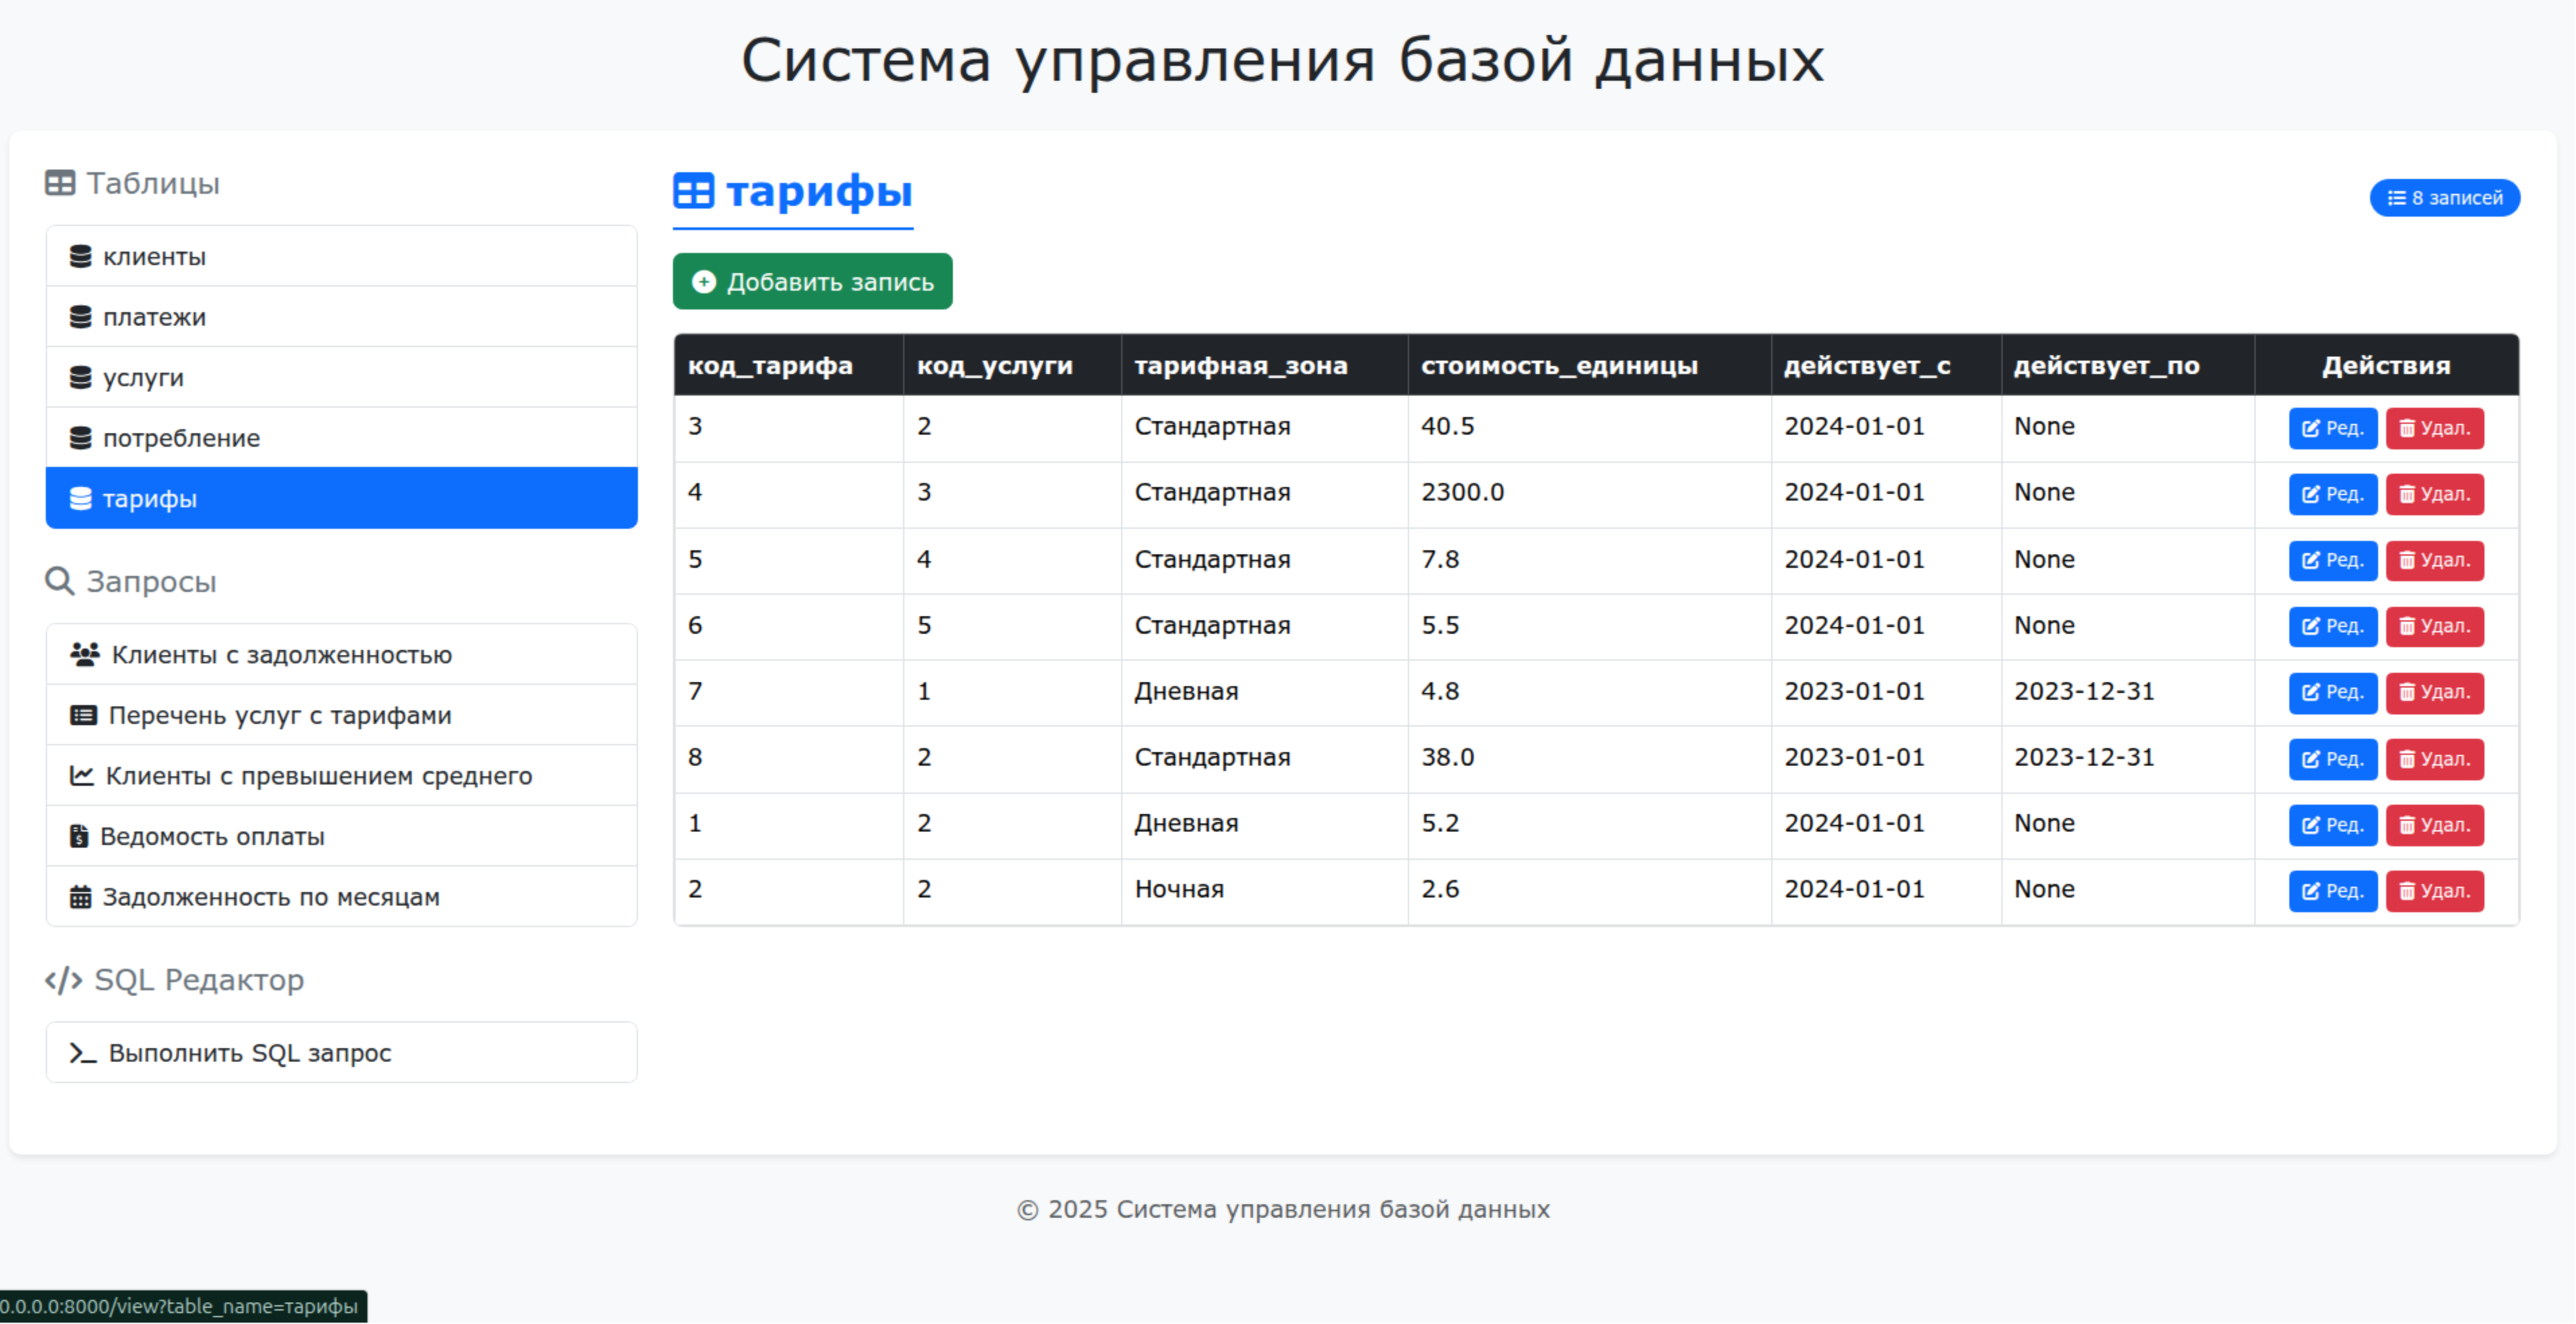 Система управления базой данных
Таблицы
клиенты
платежи
услуги
потребление
тарифы
Запросы
Клиенты с задолженностью
Перечень услуг с тарифами
Клиенты с превышением среднего
Ведомость оплаты
Задолженность по месяцам
SQL Редактор
Выполнить SQL запрос
тарифы
8 записей
Добавить запись
код_тарифа код_услуги тарифная_зона стоимость_единицы действует_с действует_по Действия
3 2 Стандартная 40.5 2024-01-01 None Ред. Удал.
4 3 Стандартная 2300.0 2024-01-01 None Ред. Удал.
5 4 Стандартная 7.8 2024-01-01 None Ред. Удал.
6 5 Стандартная 5.5 2024-01-01 None Ред. Удал.
7 1 Дневная 4.8 2023-01-01 2023-12-31 Ред. Удал.
8 2 Стандартная 38.0 2023-01-01 2023-12-31 Ред. Удал.
1 2 Дневная 5.2 2024-01-01 None Ред. Удал.
2 2 Ночная 2.6 2024-01-01 None Ред. Удал.
© 2025 Система управления базой данных
0.0.0.0:8000/view?table_name=тарифы